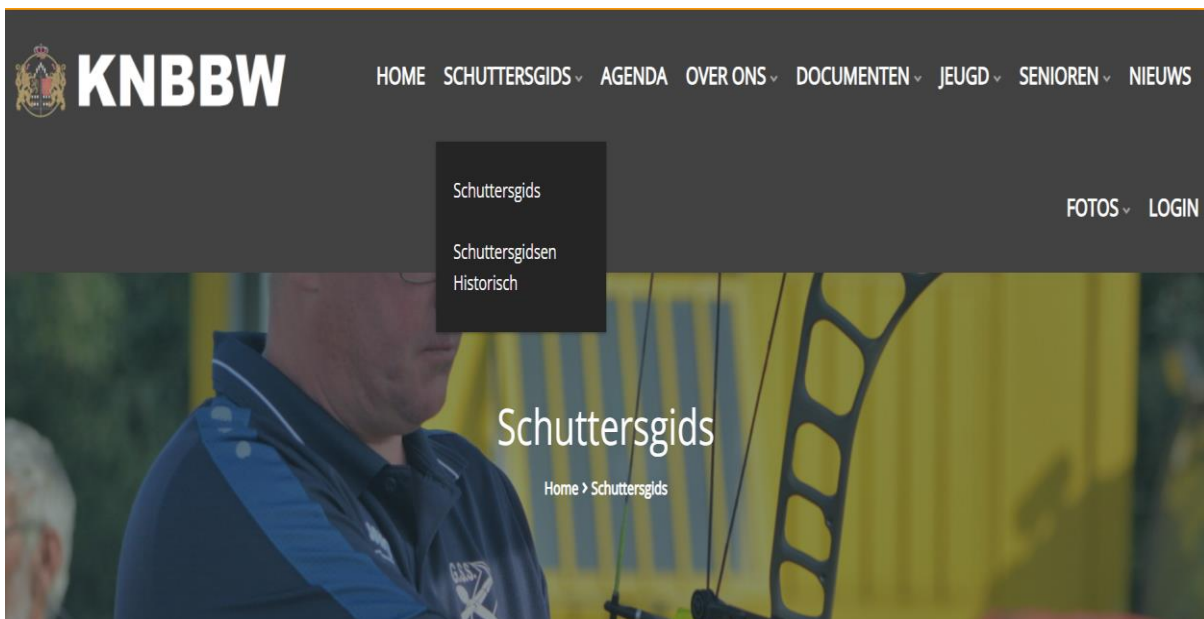 KNBBW
HOME SCHUTTERSGIDS AGENDA OVER ONS DOCUMENTEN JEUGD SENIOREN NIEUWS
FOTOS LOGIN
Schuttersgids
Schuttersgidsen
Historisch
Schuttersgids
Home > Schuttersgids
G.B.S.